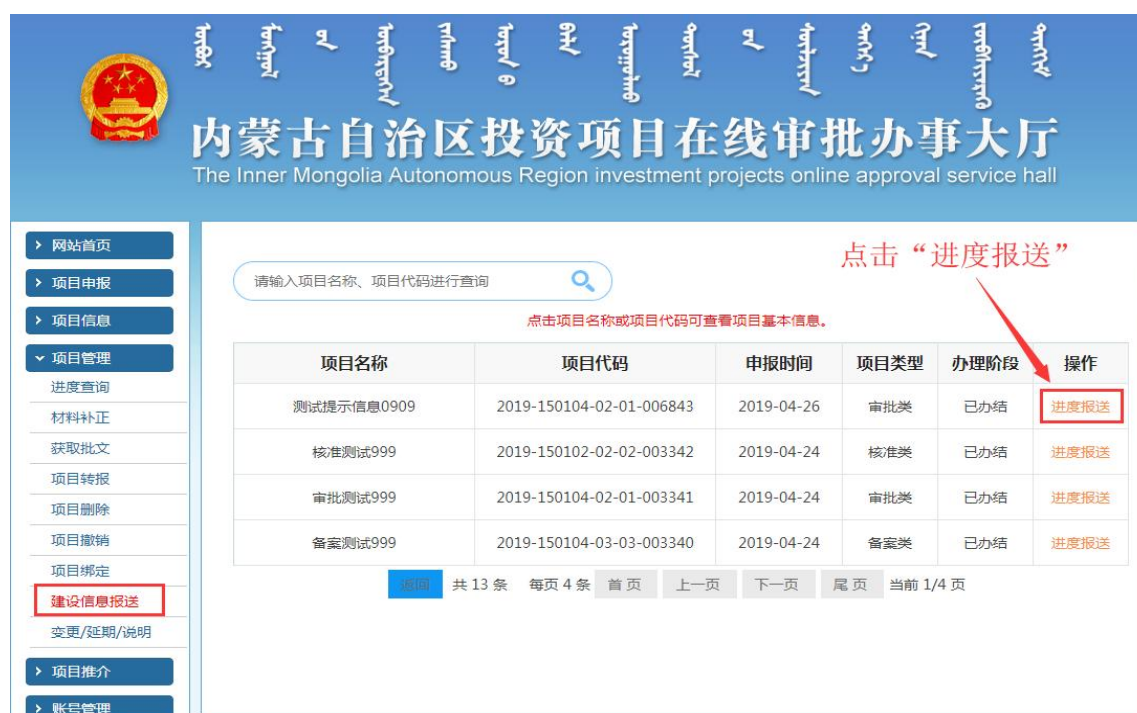 内蒙古自治区投资项目在线审批办事大厅
The Inner Mongolia Autonomous Region investment projects online approval service hall
网站首页
项目申报
项目信息
项目管理
进度查询
材料补正
获取批文
项目转报
项目删除
项目撤销
项目绑定
建设信息报送
变更/延期/说明
项目推介
账号管理
点击“进度报送”
请输入项目名称、项目代码进行查询
点击项目名称或项目代码可查看项目基本信息。
项目名称 项目代码 申报时间 项目类型 办理阶段 操作
测试提示信息0909 2019-150104-02-01-006843 2019-04-26 审批类 已办结 进度报送
核准测试999 2019-150102-02-02-003342 2019-04-24 核准类 已办结 进度报送
审批测试999 2019-150104-02-01-003341 2019-04-24 审批类 已办结 进度报送
备案测试999 2019-150104-03-03-003340 2019-04-24 备案类 已办结 进度报送
返回 共 13 条 每页 4 条 首 页 上一页 下一页 尾 页 当前 1/4 页